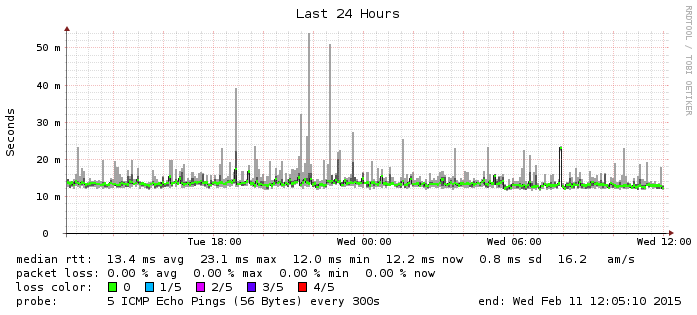 Last 24 Hours
RRDTOOL / TOBI OETIKER
Seconds
50 m
40 m
30 m
20 m
10 m
0
Tue 18:00 Wed 00:00 Wed 06:00 Wed 12:00
median rtt: 13.4 ms avg 23.1 ms max 12.0 ms min 12.2 ms now 0.8 ms sd 16.2 am/s
packet loss: 0.00 % avg 0.00 % max 0.00 % min 0.00 % now
loss color: 0 1/5 2/5 3/5 4/5
probe: 5 ICMP Echo Pings (56 Bytes) every 300s end: Wed Feb 11 12:05:10 2015